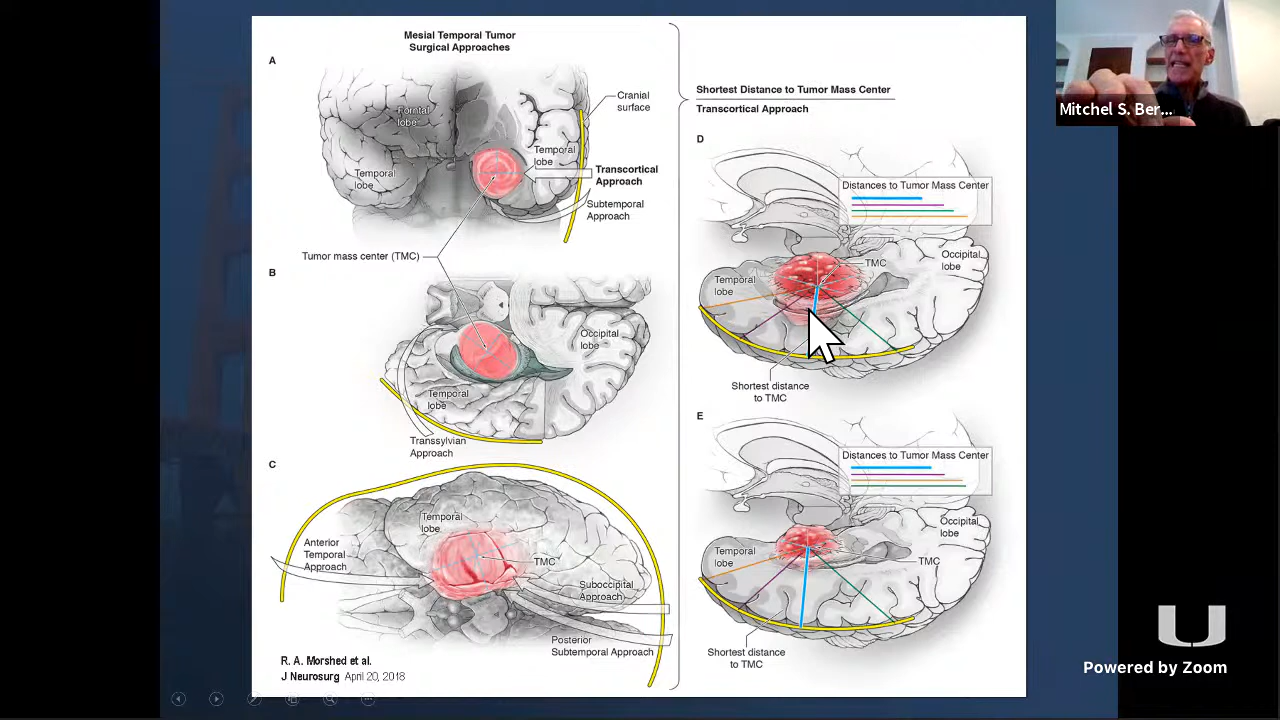 Mesial Temporal Tumor
Surgical Approaches
A
Forntal
lobe
Temporal
lobe
Temporal
lobe
Cranial
surface
Transcortical
Approach
Subtemporal
Approach
Tumor mass center (TMC)
B
Occipital
lobe
Temporal
lobe
Transsylvian
Approach
C
Temporal
lobe
Anterior
Temporal
Approach
TMC
Suboccipital
Approach
Posterior
Subtemporal Approach
R. A. Morshed et al.
J Neurosurg April 20, 2018
Shortest Distance to Tumor Mass Center
Transcortical Approach
D
Distances to Tumor Mass Center
TMC
Temporal
lobe
Occipital
lobe
Shortest distance
to TMC
E
Distances to Tumor Mass Center
Occipital
lobe
Temporal
lobe
TMC
Shortest distance
to TMC
Mitchel S. Ber...
U
Powered by Zoom